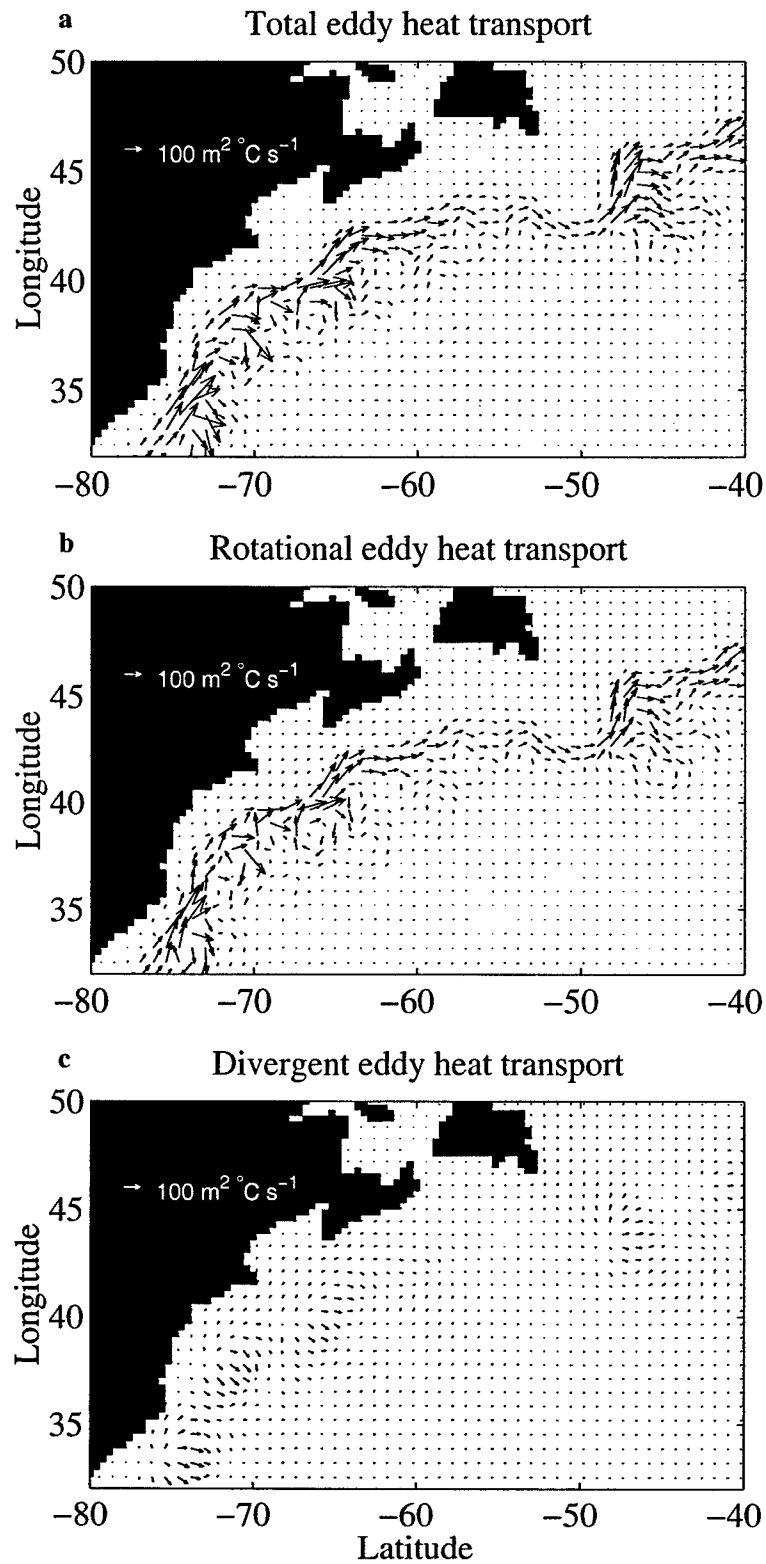 a Total eddy heat transport
50
100 m² °C s⁻¹
45
Longitude
40
35
−80 −70 −60 −50 −40
b Rotational eddy heat transport
50
100 m² °C s⁻¹
45
Longitude
40
35
−80 −70 −60 −50 −40
c Divergent eddy heat transport
50
100 m² °C s⁻¹
45
Longitude
40
35
−80 −70 −60 −50 −40
Latitude